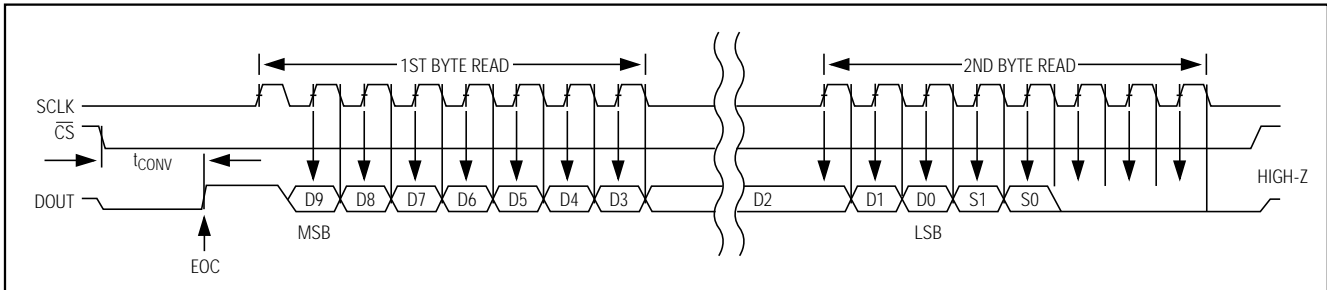 1ST BYTE READ
2ND BYTE READ
SCLK
CS
tCONV
HIGH-Z
DOUT
D9 D8 D7 D6 D5 D4 D3 D2 D1 D0 S1 S0
MSB LSB
EOC